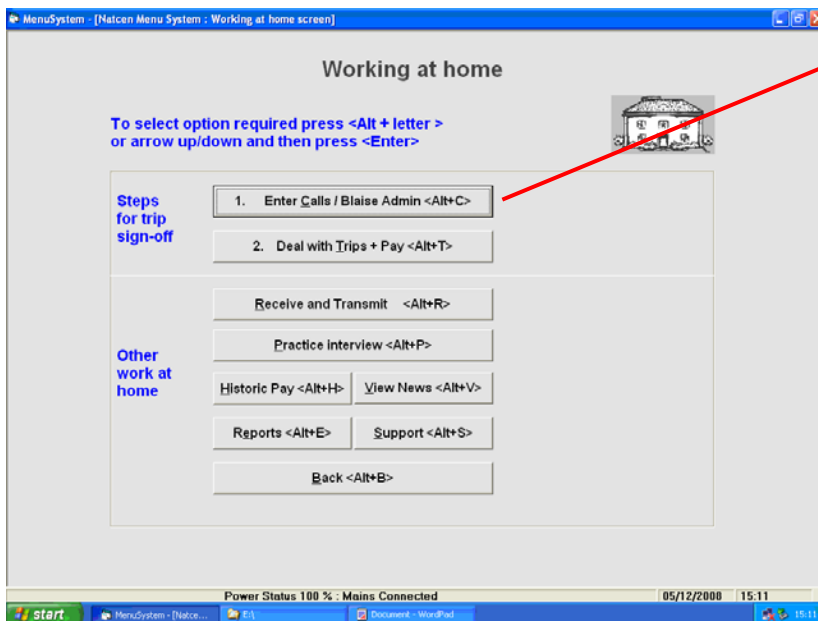 MenuSystem - [Natcen Menu System : Working at home screen]
Working at home
To select option required press <Alt + letter >
or arrow up/down and then press <Enter>
Steps
for trip
sign-off
1. Enter Calls / Blaise Admin <Alt+C>
2. Deal with Trips + Pay <Alt+T>
Other
work at
home
Receive and Transmit <Alt+R>
Practice interview <Alt+P>
Historic Pay <Alt+H> View News <Alt+V>
Reports <Alt+E> Support <Alt+S>
Back <Alt+B>
Power Status 100 % : Mains Connected 05/12/2008 15:11
start MenuSystem - [Natce... E:\ Document - WordPad 15:11